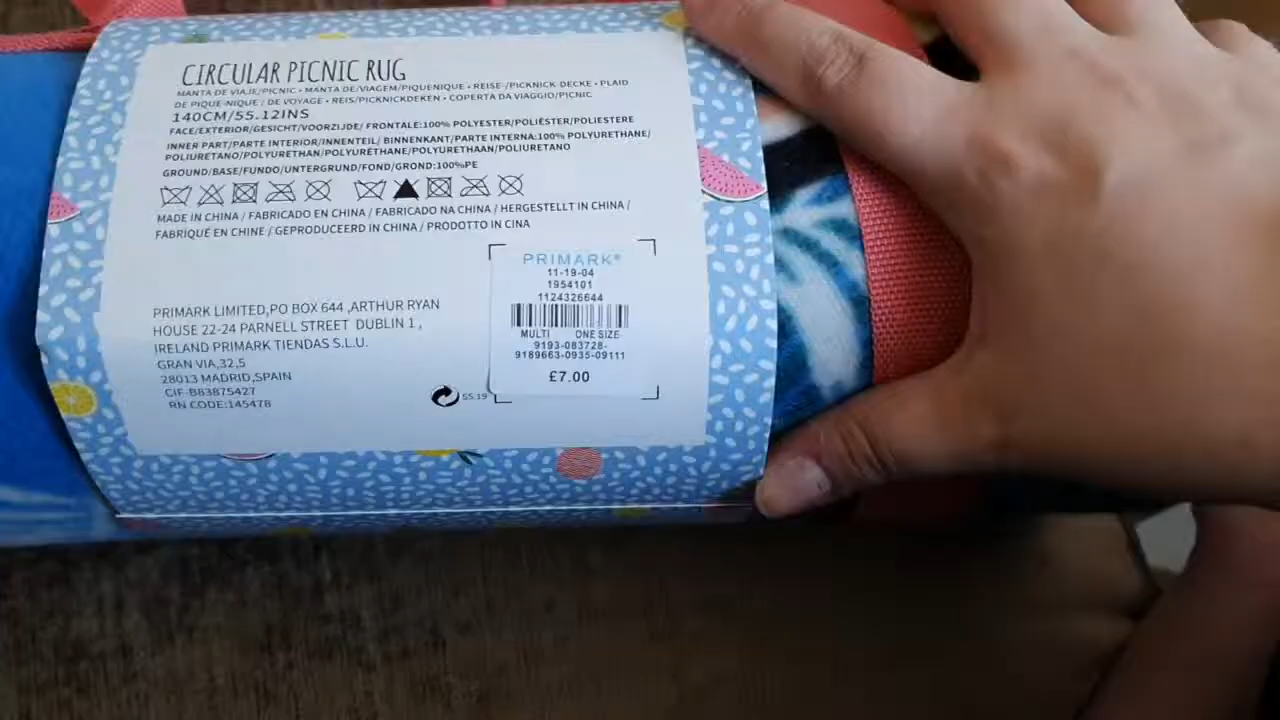 CIRCULAR PICNIC RUG
MANTA DE VIAJE/PICNIC • MANTA DE/VIAGEM/PIQUENIQUE • REISE-/PICKNICK-DECKE • PLAID
DE PIQUE-NIQUE / DE VOYAGE • REIS/PICKNICKDEKEN • COPERTA DA VIAGGIO/PICNIC
140CM/55.12INS
FACE/EXTERIOR/GESICHT/VOORZIJDE/ FRONTALE:100% POLYESTER/POLIÉSTER/POLIESTERE
INNER PART/PARTE INTERIOR/INNENTEIL/ BINNENKANT/PARTE INTERNA:100% POLYURETHANE/
POLIURETANO/POLYURETHAN/POLYURÉTHANE/POLYURETHAAN/POLIURETANO
GROUND/BASE/FUNDO/UNTERGRUND/FOND/GROND:100%PE
MADE IN CHINA / FABRICADO EN CHINA / FABRICADO NA CHINA / HERGESTELLT IN CHINA /
FABRIQUÉ EN CHINE / GEPRODUCEERD IN CHINA / PRODOTTO IN CINA
PRIMARK LIMITED,PO BOX 644 ,ARTHUR RYAN
HOUSE 22-24 PARNELL STREET DUBLIN 1 ,
IRELAND PRIMARK TIENDAS S.L.U.
GRAN VIA,32,5
28013 MADRID,SPAIN
CIF-B83875427
RN CODE:145478
SS.19
PRIMARK®
11-19-04
1954101
1124326644
MULTI ONE SIZE
9193-083728-
9189663-0935-09111
£7.00